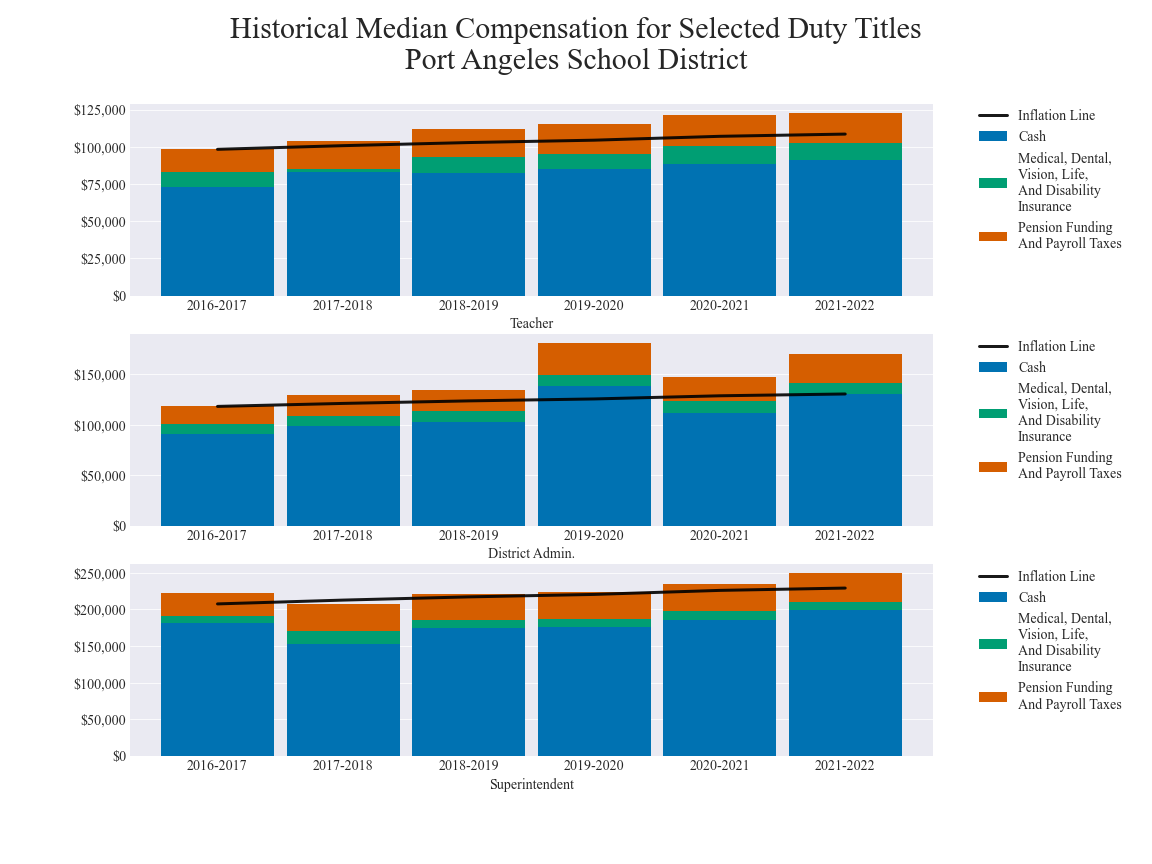 Historical Median Compensation for Selected Duty Titles
Port Angeles School District
$125,000
$100,000
$75,000
$50,000
$25,000
$0
2016-2017
2017-2018
2018-2019
2019-2020
2020-2021
2021-2022
Teacher
Inflation Line
Cash
Medical, Dental,
Vision, Life,
And Disability
Insurance
Pension Funding
And Payroll Taxes
$150,000
$100,000
$50,000
$0
2016-2017
2017-2018
2018-2019
2019-2020
2020-2021
2021-2022
District Admin.
Inflation Line
Cash
Medical, Dental,
Vision, Life,
And Disability
Insurance
Pension Funding
And Payroll Taxes
$250,000
$200,000
$150,000
$100,000
$50,000
$0
2016-2017
2017-2018
2018-2019
2019-2020
2020-2021
2021-2022
Superintendent
Inflation Line
Cash
Medical, Dental,
Vision, Life,
And Disability
Insurance
Pension Funding
And Payroll Taxes